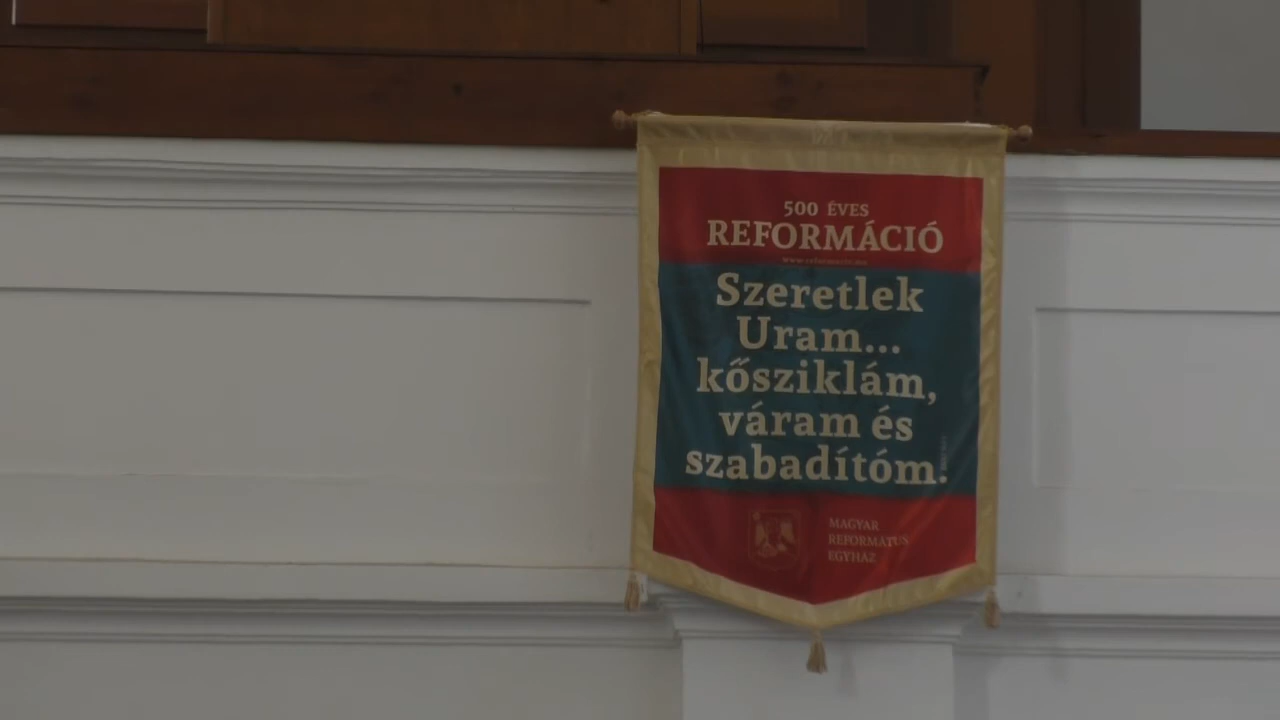 500 ÉVES
REFORMÁCIÓ
Szeretlek
Uram...
kősziklám,
váram és
szabadítóm.
MAGYAR
REFORMÁTUS
EGYHÁZ